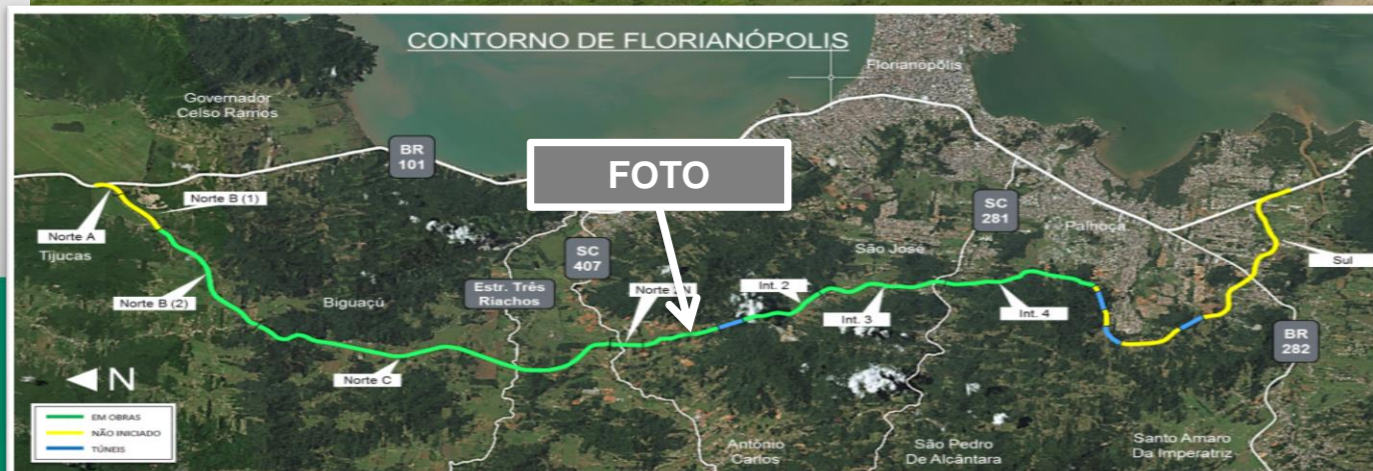 CONTORNO DE FLORIANÓPOLIS
Florianópolis
Governador
Celso Ramos
BR
101
FOTO
Norte B (1)
Norte A
Tijucas
SC
281
Palhoça
SC
407
São José
Sul
Estr. Três
Riachos
Norte
Int. 2
Norte B (2)
Biguaçú
Int. 3
Int. 4
BR
282
N
Norte C
EM OBRAS
NÃO INICIADO
TÚNEIS
Antônio
Carlos
São Pedro
De Alcântara
Santo Amaro
Da Imperatriz